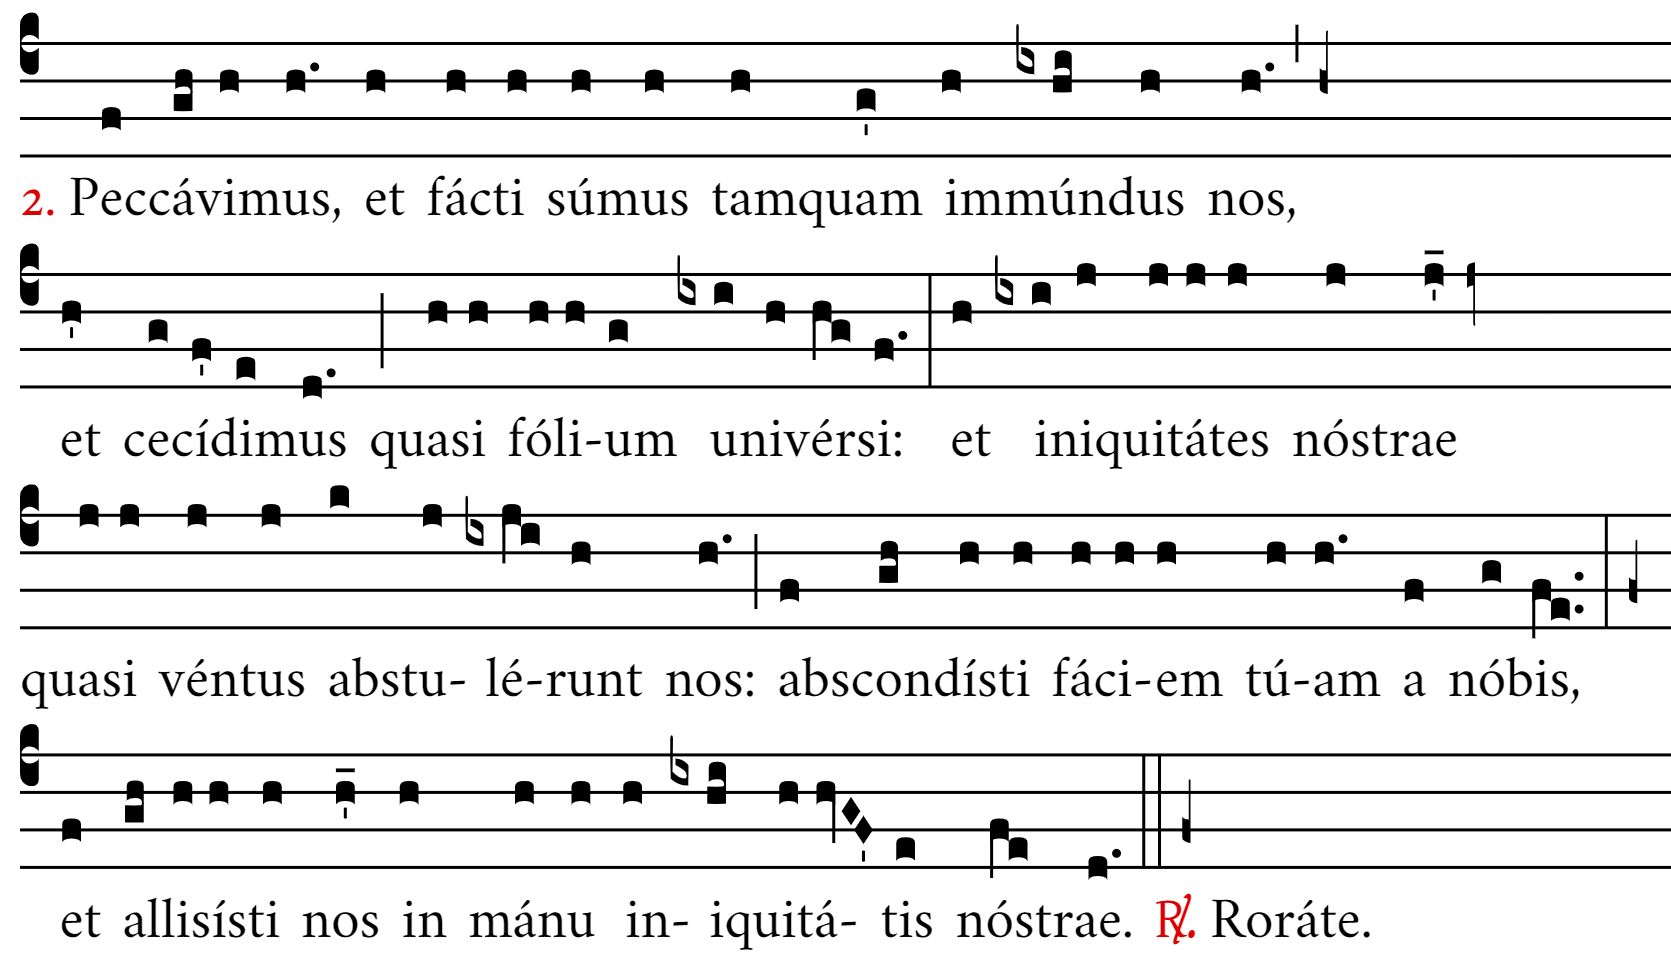 2. Peccávimus, et fácti súmus tamquam immúndus nos,
et cecídimus quasi fóli-um univérsi: et iniquitátes nóstrae
quasi véntus abstu- lé-runt nos: abscondísti fáci-em tú-am a nóbis,
et allisísti nos in mánu in- iquitá- tis nóstrae. ℟. Roráte.